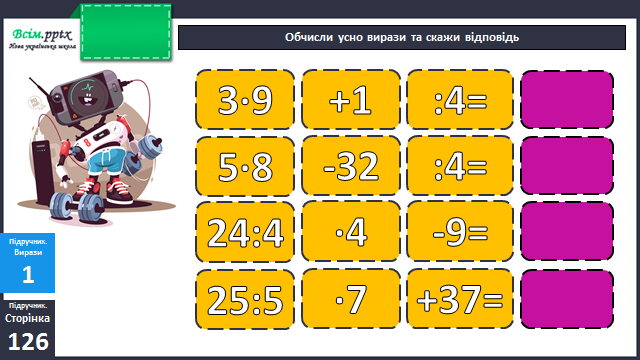 Всім.pptx
Нова українська школа
Обчисли усно вирази та скажи відповідь
3·9 +1 :4=
5·8 -32 :4=
24:4 ·4 -9=
25:5 ·7 +37=
Підручник.
Вирази
1
Підручник.
Сторінка
126
8